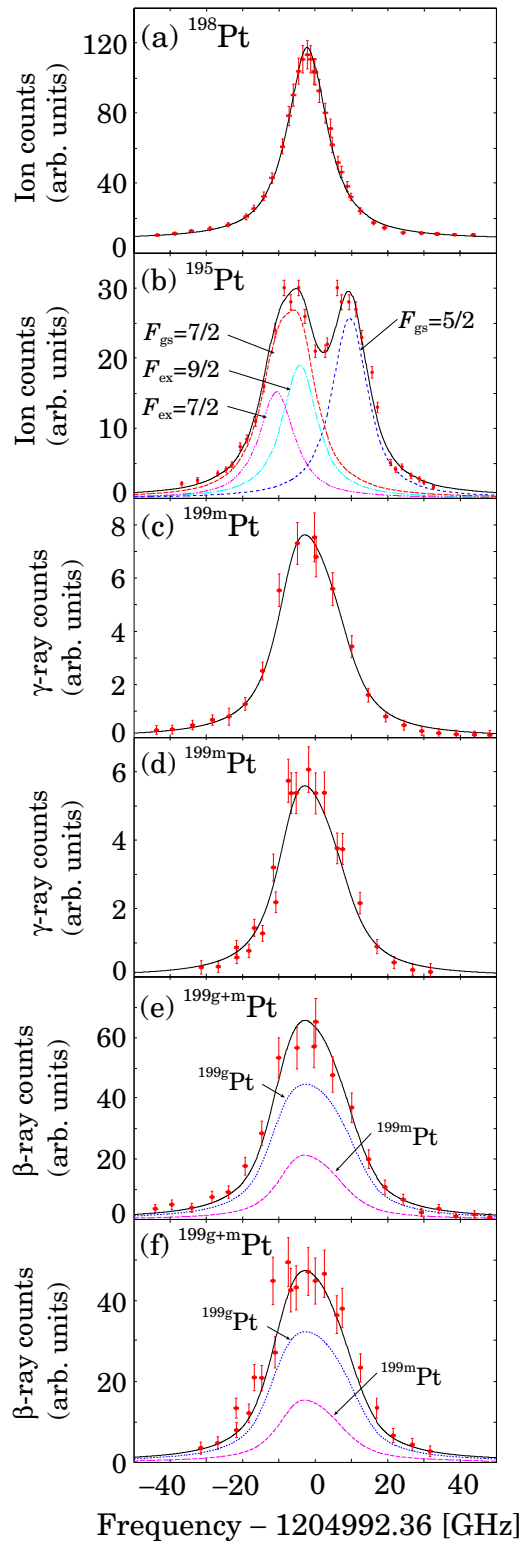 (a) ¹⁹⁸Pt
120
80
40
0
Ion counts
(arb. units)
(b) ¹⁹⁵Pt
30
20
10
0
Ion counts
(arb. units)
F_gs=7/2
F_ex=9/2
F_ex=7/2
F_gs=5/2
(c) ¹⁹⁹ᵐPt
8
6
4
2
0
γ-ray counts
(arb. units)
(d) ¹⁹⁹ᵐPt
6
4
2
0
γ-ray counts
(arb. units)
(e) ¹⁹⁹ᵍ⁺ᵐPt
60
40
20
0
β-ray counts
(arb. units)
¹⁹⁹ᵍPt
¹⁹⁹ᵐPt
(f) ¹⁹⁹ᵍ⁺ᵐPt
40
20
0
β-ray counts
(arb. units)
¹⁹⁹ᵍPt
¹⁹⁹ᵐPt
−40 −20 0 20 40
Frequency − 1204992.36 [GHz]